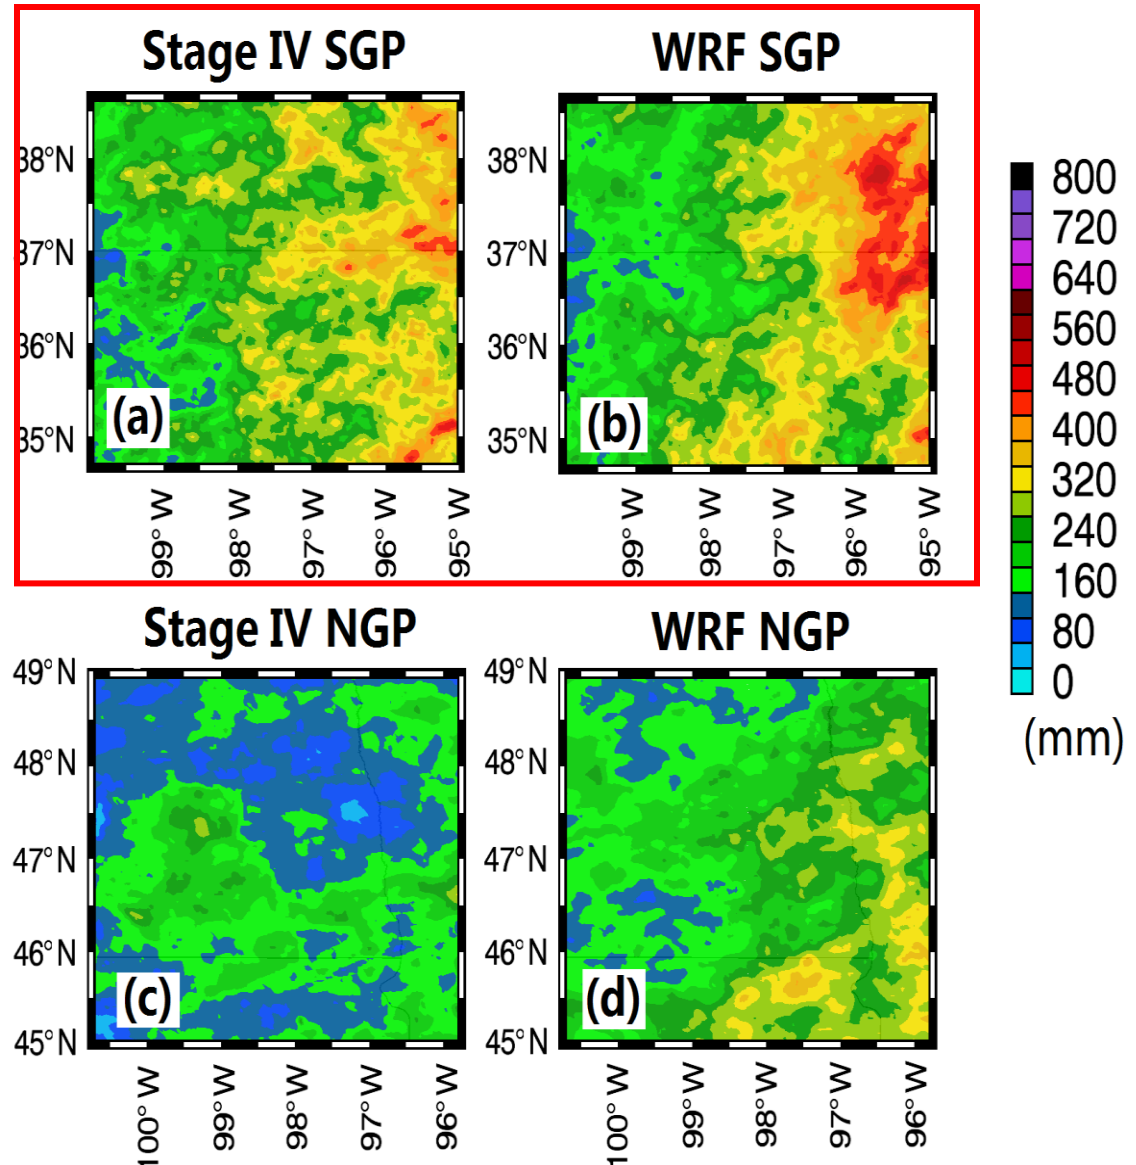 Stage IV SGP WRF SGP
38°N 38°N
37°N 37°N
36°N 36°N
35°N 35°N
(a) (b)
99° W 98° W 97° W 96° W 95° W 99° W 98° W 97° W 96° W 95° W
800
720
640
560
480
400
320
240
160
80
0
(mm)
Stage IV NGP WRF NGP
49°N 49°N
48°N 48°N
47°N 47°N
46°N 46°N
45°N 45°N
(c) (d)
100° W 99° W 98° W 97° W 96° W 100° W 99° W 98° W 97° W 96° W